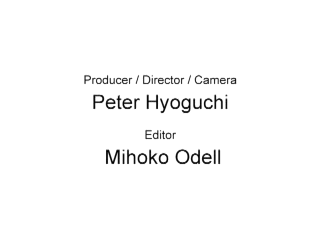 Producer / Director / Camera
Peter Hyoguchi
Editor
Mihoko Odell